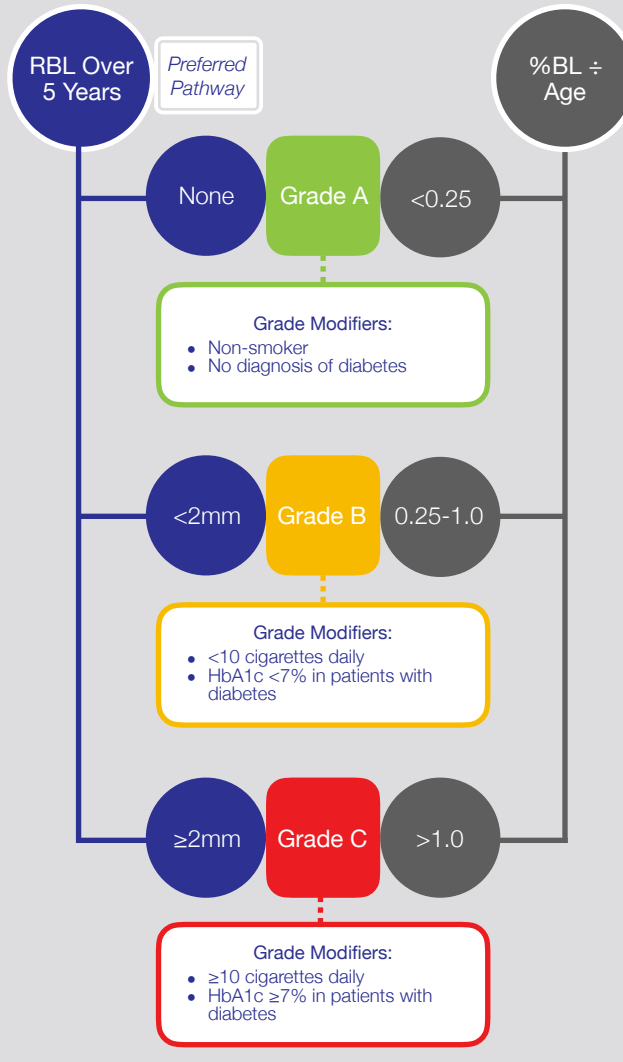 RBL Over
5 Years
Preferred
Pathway
%BL ÷
Age
None
Grade A
<0.25
Grade Modifiers:
• Non-smoker
• No diagnosis of diabetes
<2mm
Grade B
0.25-1.0
Grade Modifiers:
• <10 cigarettes daily
• HbA1c <7% in patients with
diabetes
≥2mm
Grade C
>1.0
Grade Modifiers:
• ≥10 cigarettes daily
• HbA1c ≥7% in patients with
diabetes